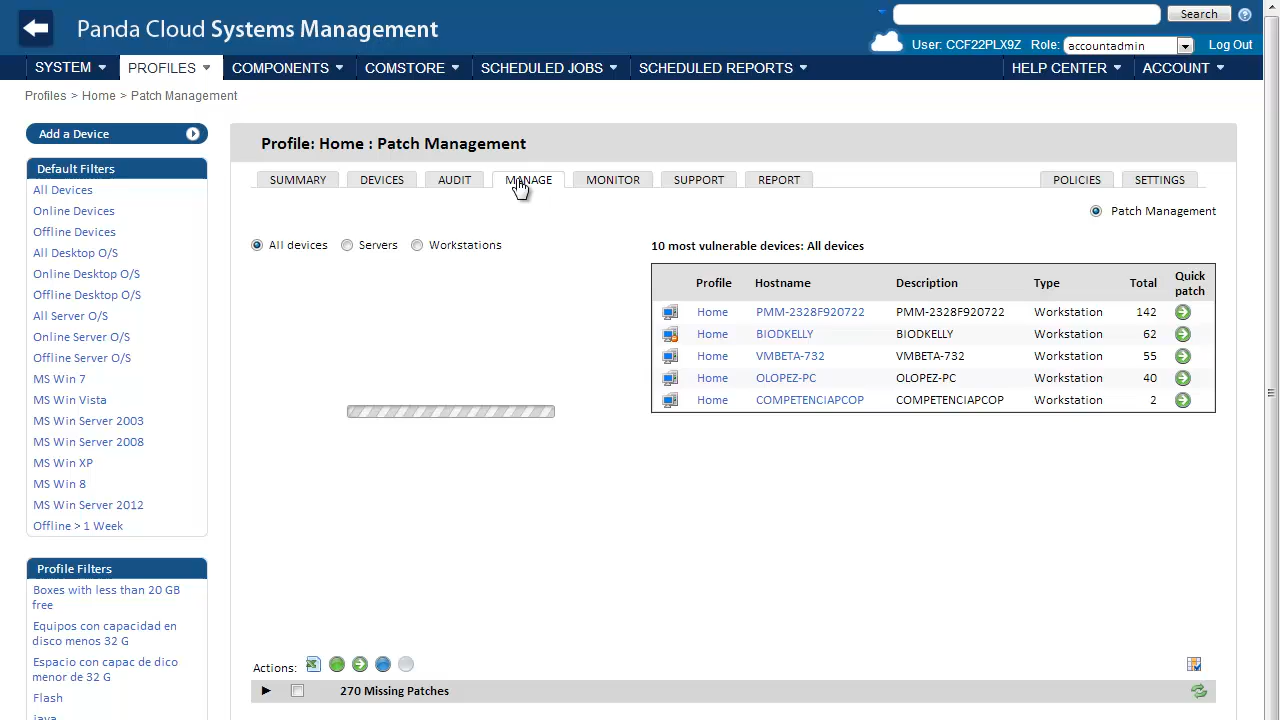 Panda Cloud Systems Management
Search
User: CCF22PLX9Z Role: accountadmin Log Out
SYSTEM PROFILES COMPONENTS COMSTORE SCHEDULED JOBS SCHEDULED REPORTS HELP CENTER ACCOUNT
Profiles > Home > Patch Management
Add a Device
Default Filters
All Devices
Online Devices
Offline Devices
All Desktop O/S
Online Desktop O/S
Offline Desktop O/S
All Server O/S
Online Server O/S
Offline Server O/S
MS Win 7
MS Win Vista
MS Win Server 2003
MS Win Server 2008
MS Win XP
MS Win 8
MS Win Server 2012
Offline > 1 Week
Profile Filters
Boxes with less than 20 GB
free
Equipos con capacidad en
disco menos 32 G
Espacio con capac de dico
menor de 32 G
Flash
java
Profile: Home : Patch Management
SUMMARY DEVICES AUDIT MANAGE MONITOR SUPPORT REPORT POLICIES SETTINGS
Patch Management
All devices Servers Workstations
10 most vulnerable devices: All devices
Profile Hostname Description Type Total Quick patch
Home PMM-2328F920722 PMM-2328F920722 Workstation 142
Home BIODKELLY BIODKELLY Workstation 62
Home VMBETA-732 VMBETA-732 Workstation 55
Home OLOPEZ-PC OLOPEZ-PC Workstation 40
Home COMPETENCIAPCOP COMPETENCIAPCOP Workstation 2
Actions:
270 Missing Patches